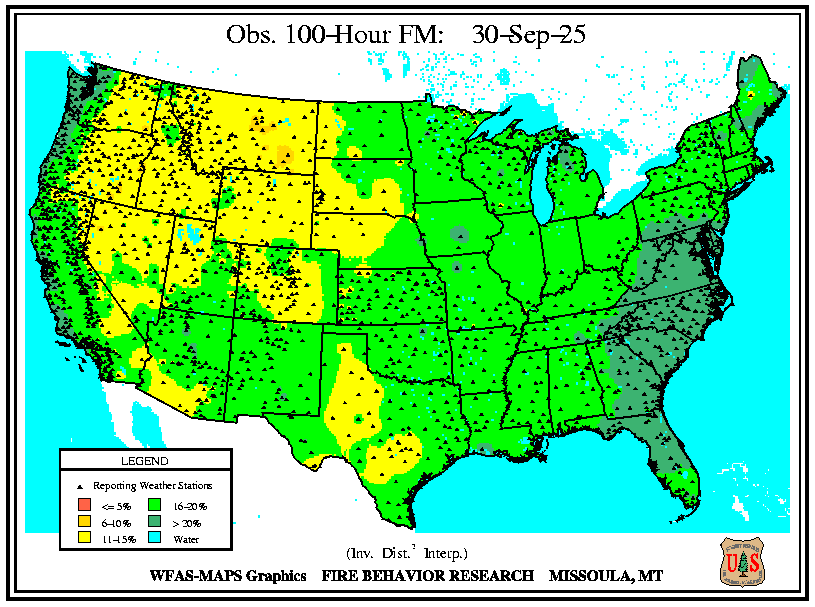 Obs. 100-Hour FM: 30-Sep-25
LEGEND
Reporting Weather Stations
<= 5% 16-20%
6-10% > 20%
11-15% Water
(Inv. Dist.² Interp.)
WFAS-MAPS Graphics FIRE BEHAVIOR RESEARCH MISSOULA, MT
U S